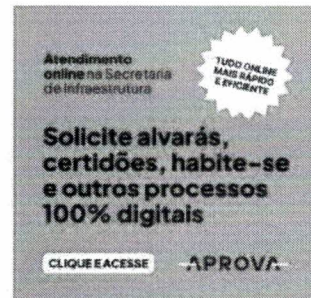 Atendimento
online na Secretaria
de Infraestrutura
TUDO ONLINE
MAIS RÁPIDO
E EFICIENTE
Solicite alvarás,
certidões, habite-se
e outros processos
100% digitais
CLIQUE E ACESSE
APROVA